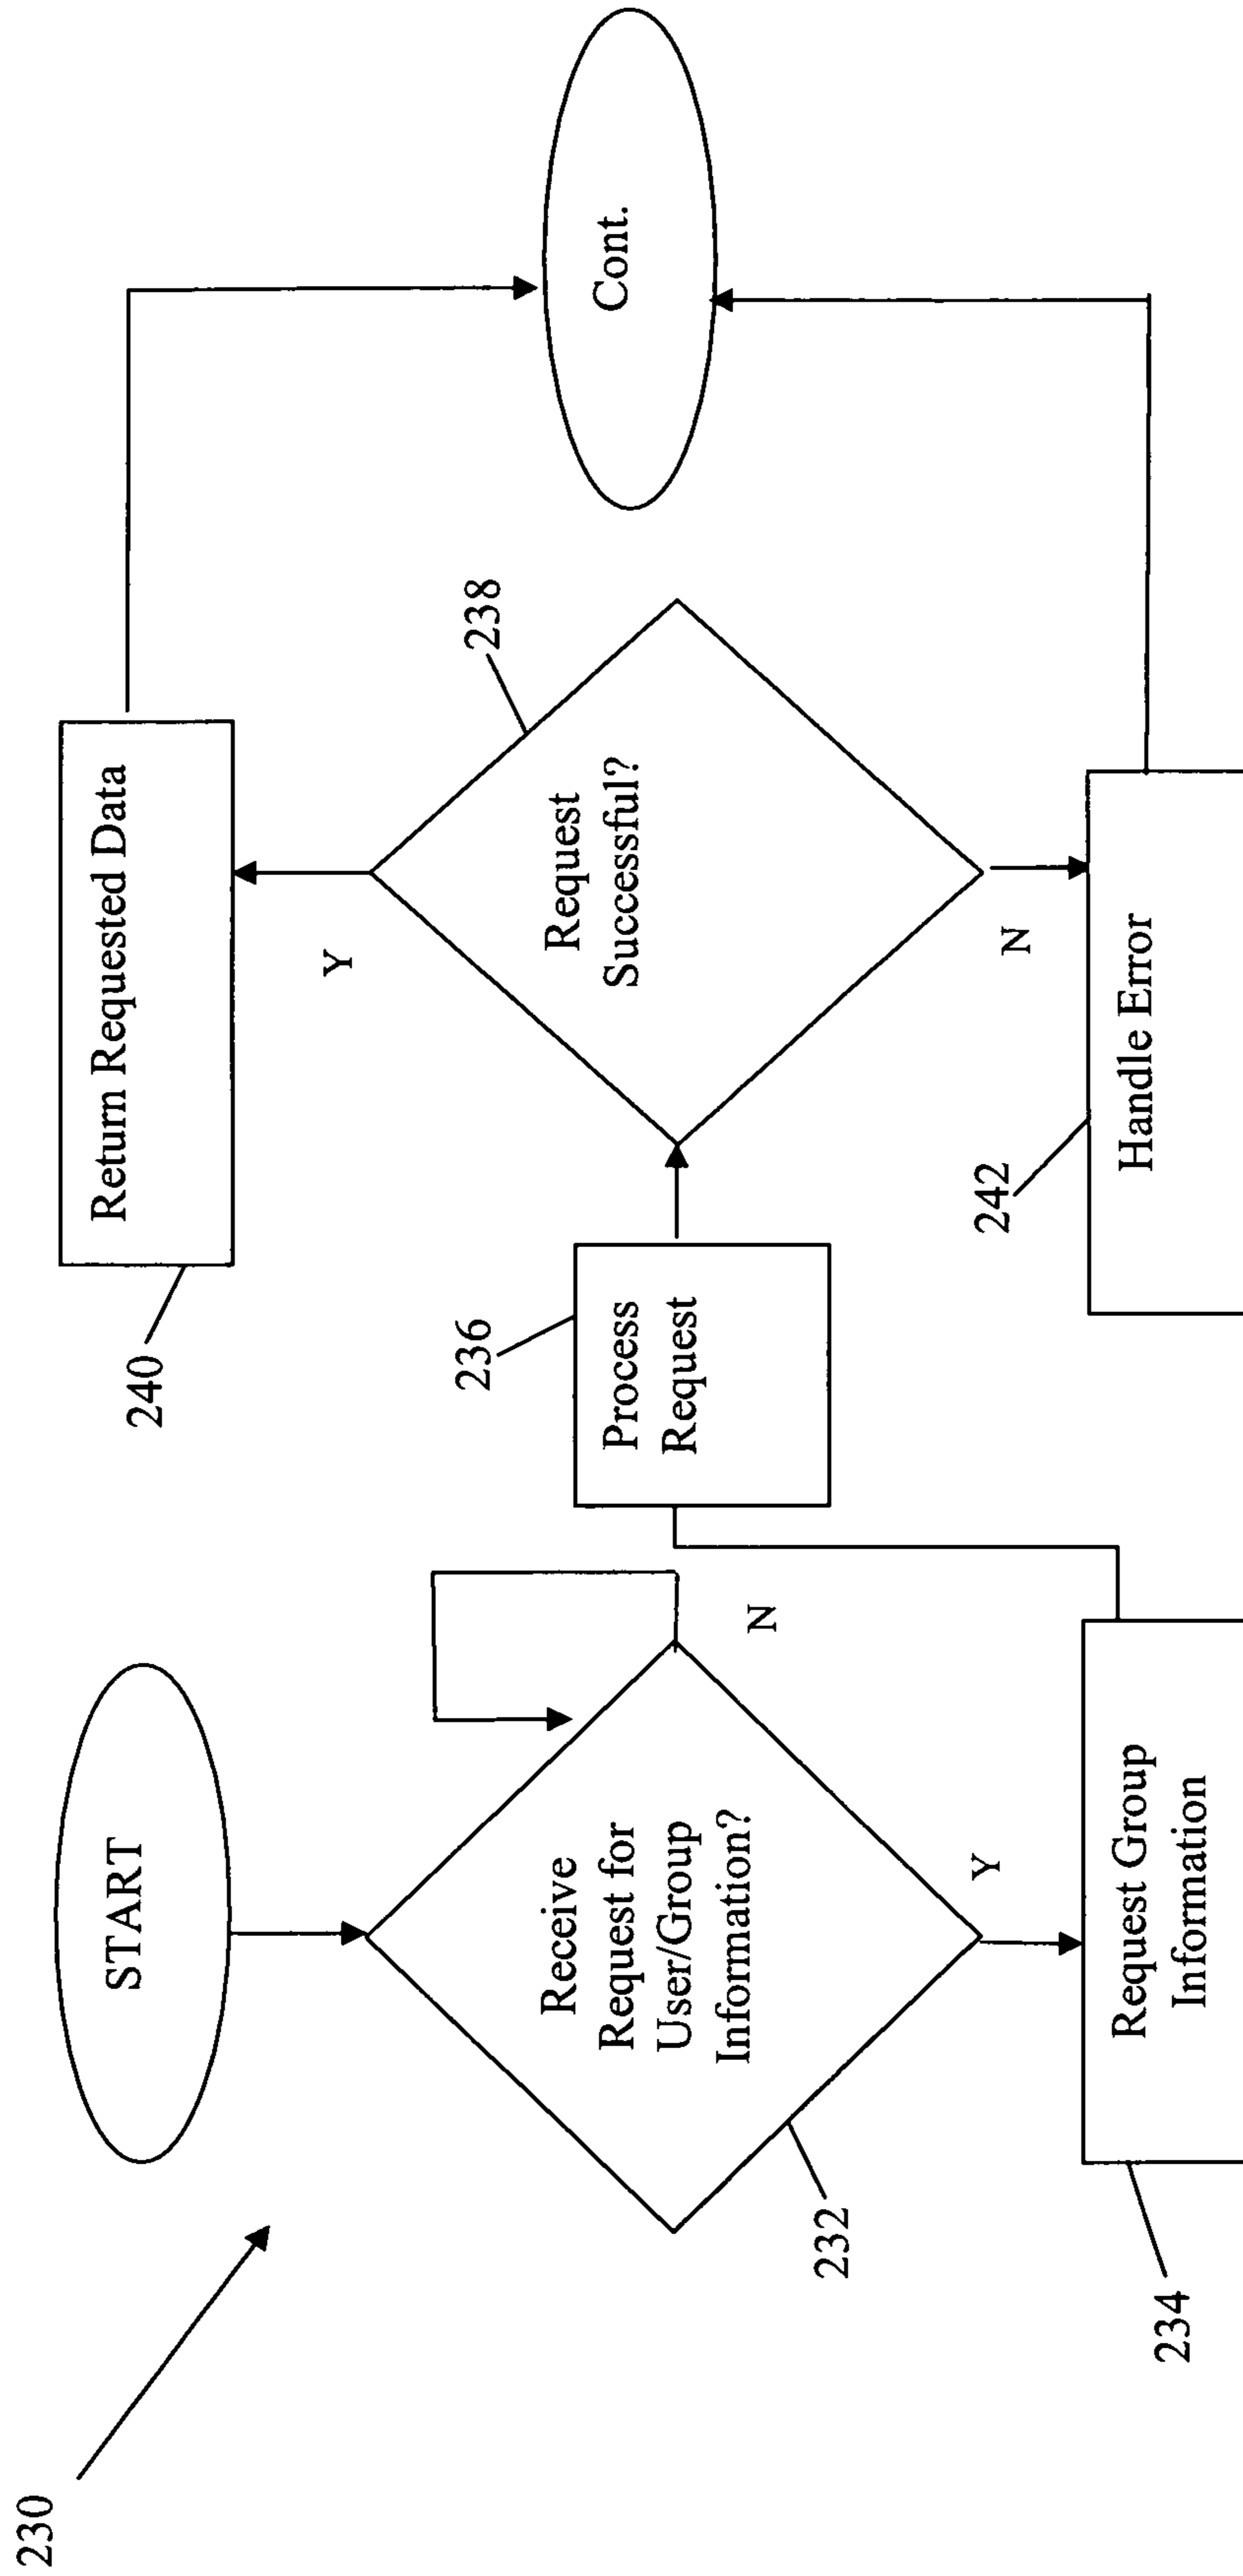 230
START
Receive
Request for
User/Group
Information?
232
N
Y
Request Group
Information
234
Process
Request
236
Request
Successful?
238
Y
Return Requested Data
240
N
Handle Error
242
Cont.